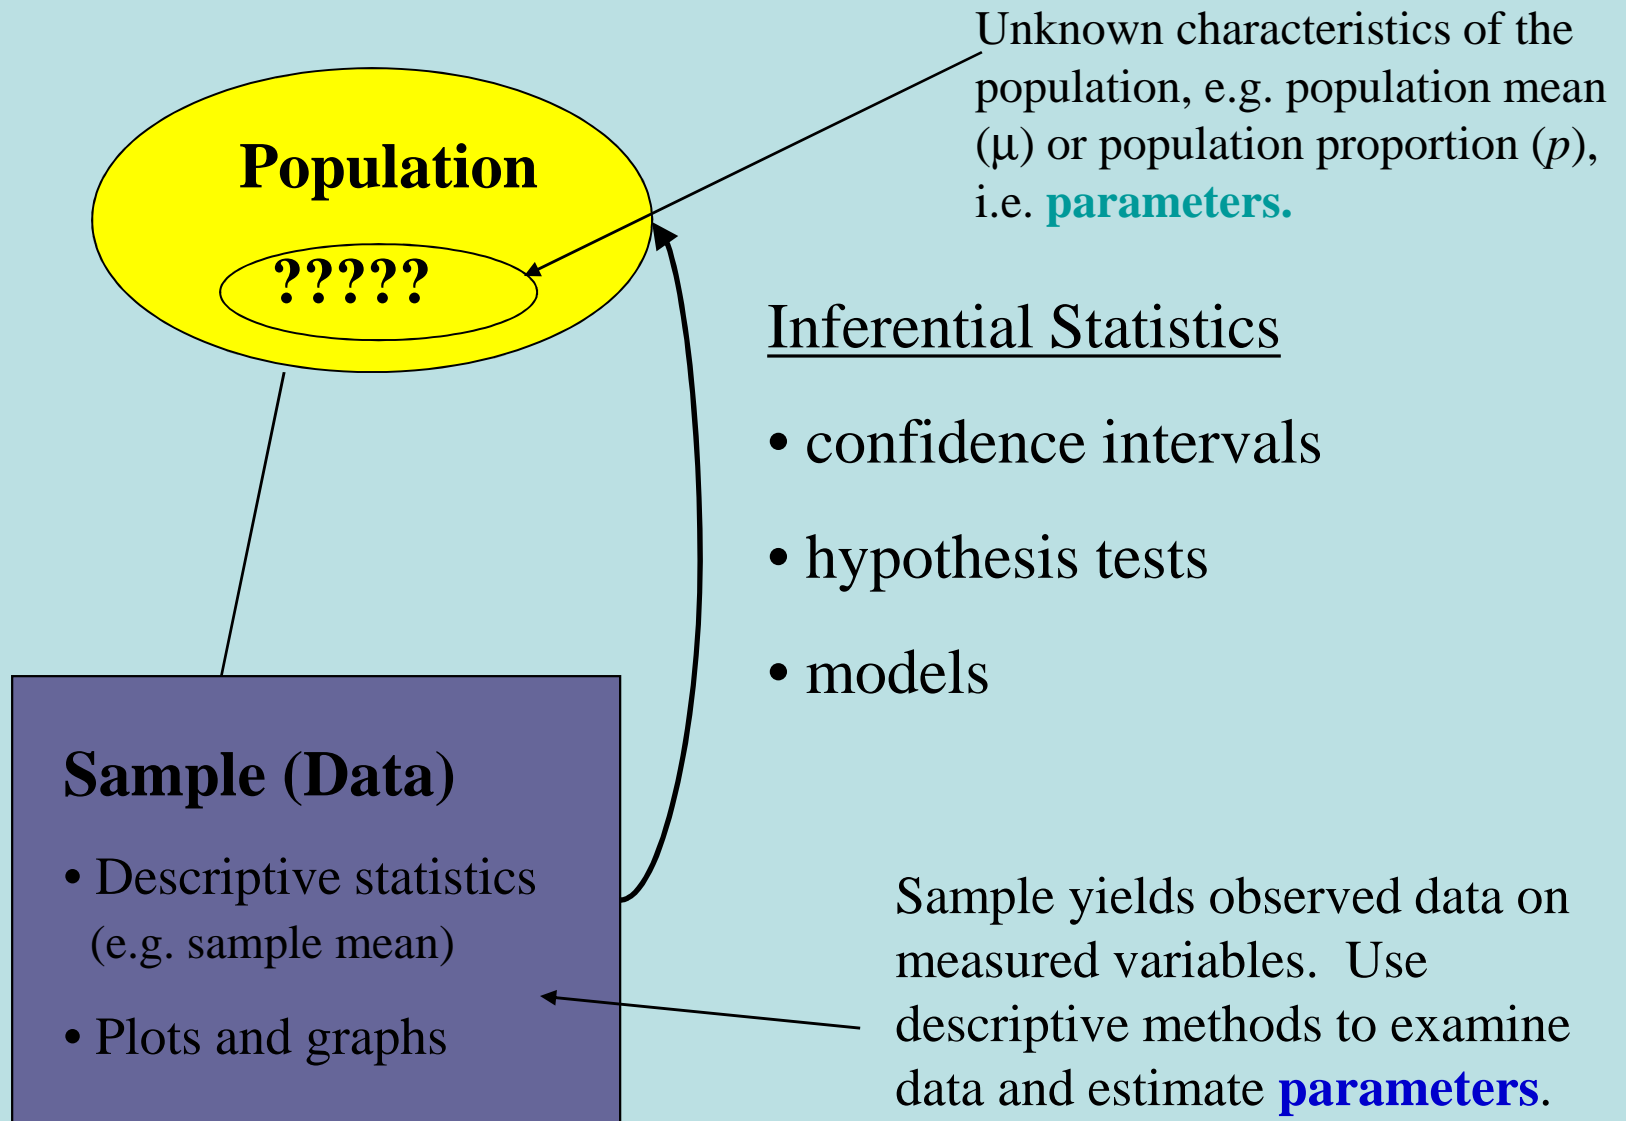 Unknown characteristics of the
population, e.g. population mean
(µ) or population proportion (p),
i.e. parameters.
Population
?????
Inferential Statistics
• confidence intervals
• hypothesis tests
• models
Sample (Data)
• Descriptive statistics
(e.g. sample mean)
• Plots and graphs
Sample yields observed data on
measured variables. Use
descriptive methods to examine
data and estimate parameters.